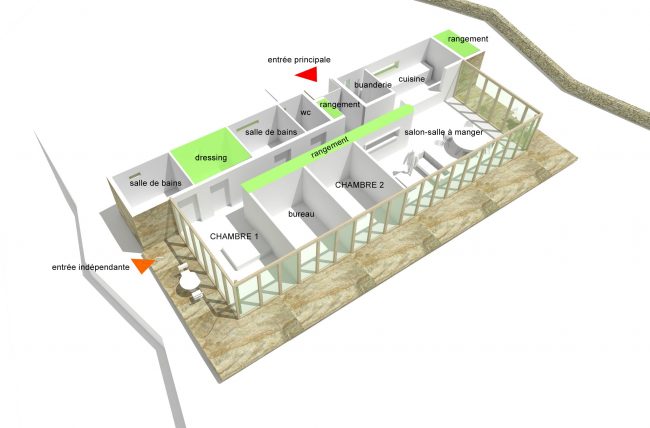 rangement
entrée principale
cuisine
buanderie
rangement
wc
salle de bains
salon-salle à manger
rangement
dressing
salle de bains
CHAMBRE 2
bureau
CHAMBRE 1
entrée indépendante